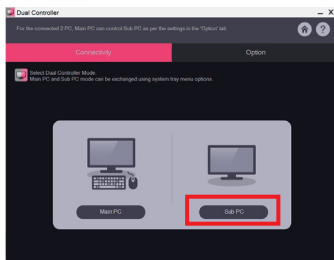 Dual Controller
For the connected 2 PC, Main PC can control Sub PC as per the settings in the 'Option' tab.
Connectivity
Option
Select Dual Controller Mode.
Main PC and Sub PC mode can be exchanged using system tray menu options.
Main PC
Sub PC